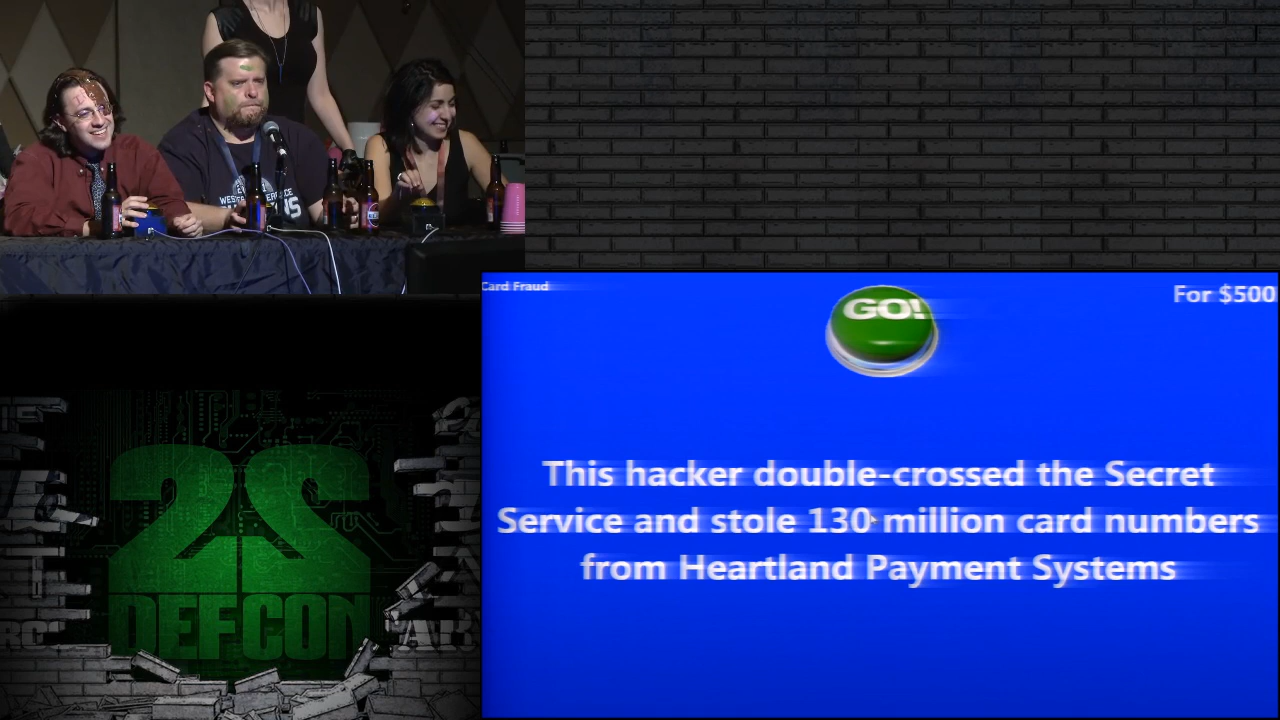 Card Fraud
For $500
GO!
This hacker double-crossed the Secret
Service and stole 130 million card numbers
from Heartland Payment Systems
22
DEFCON